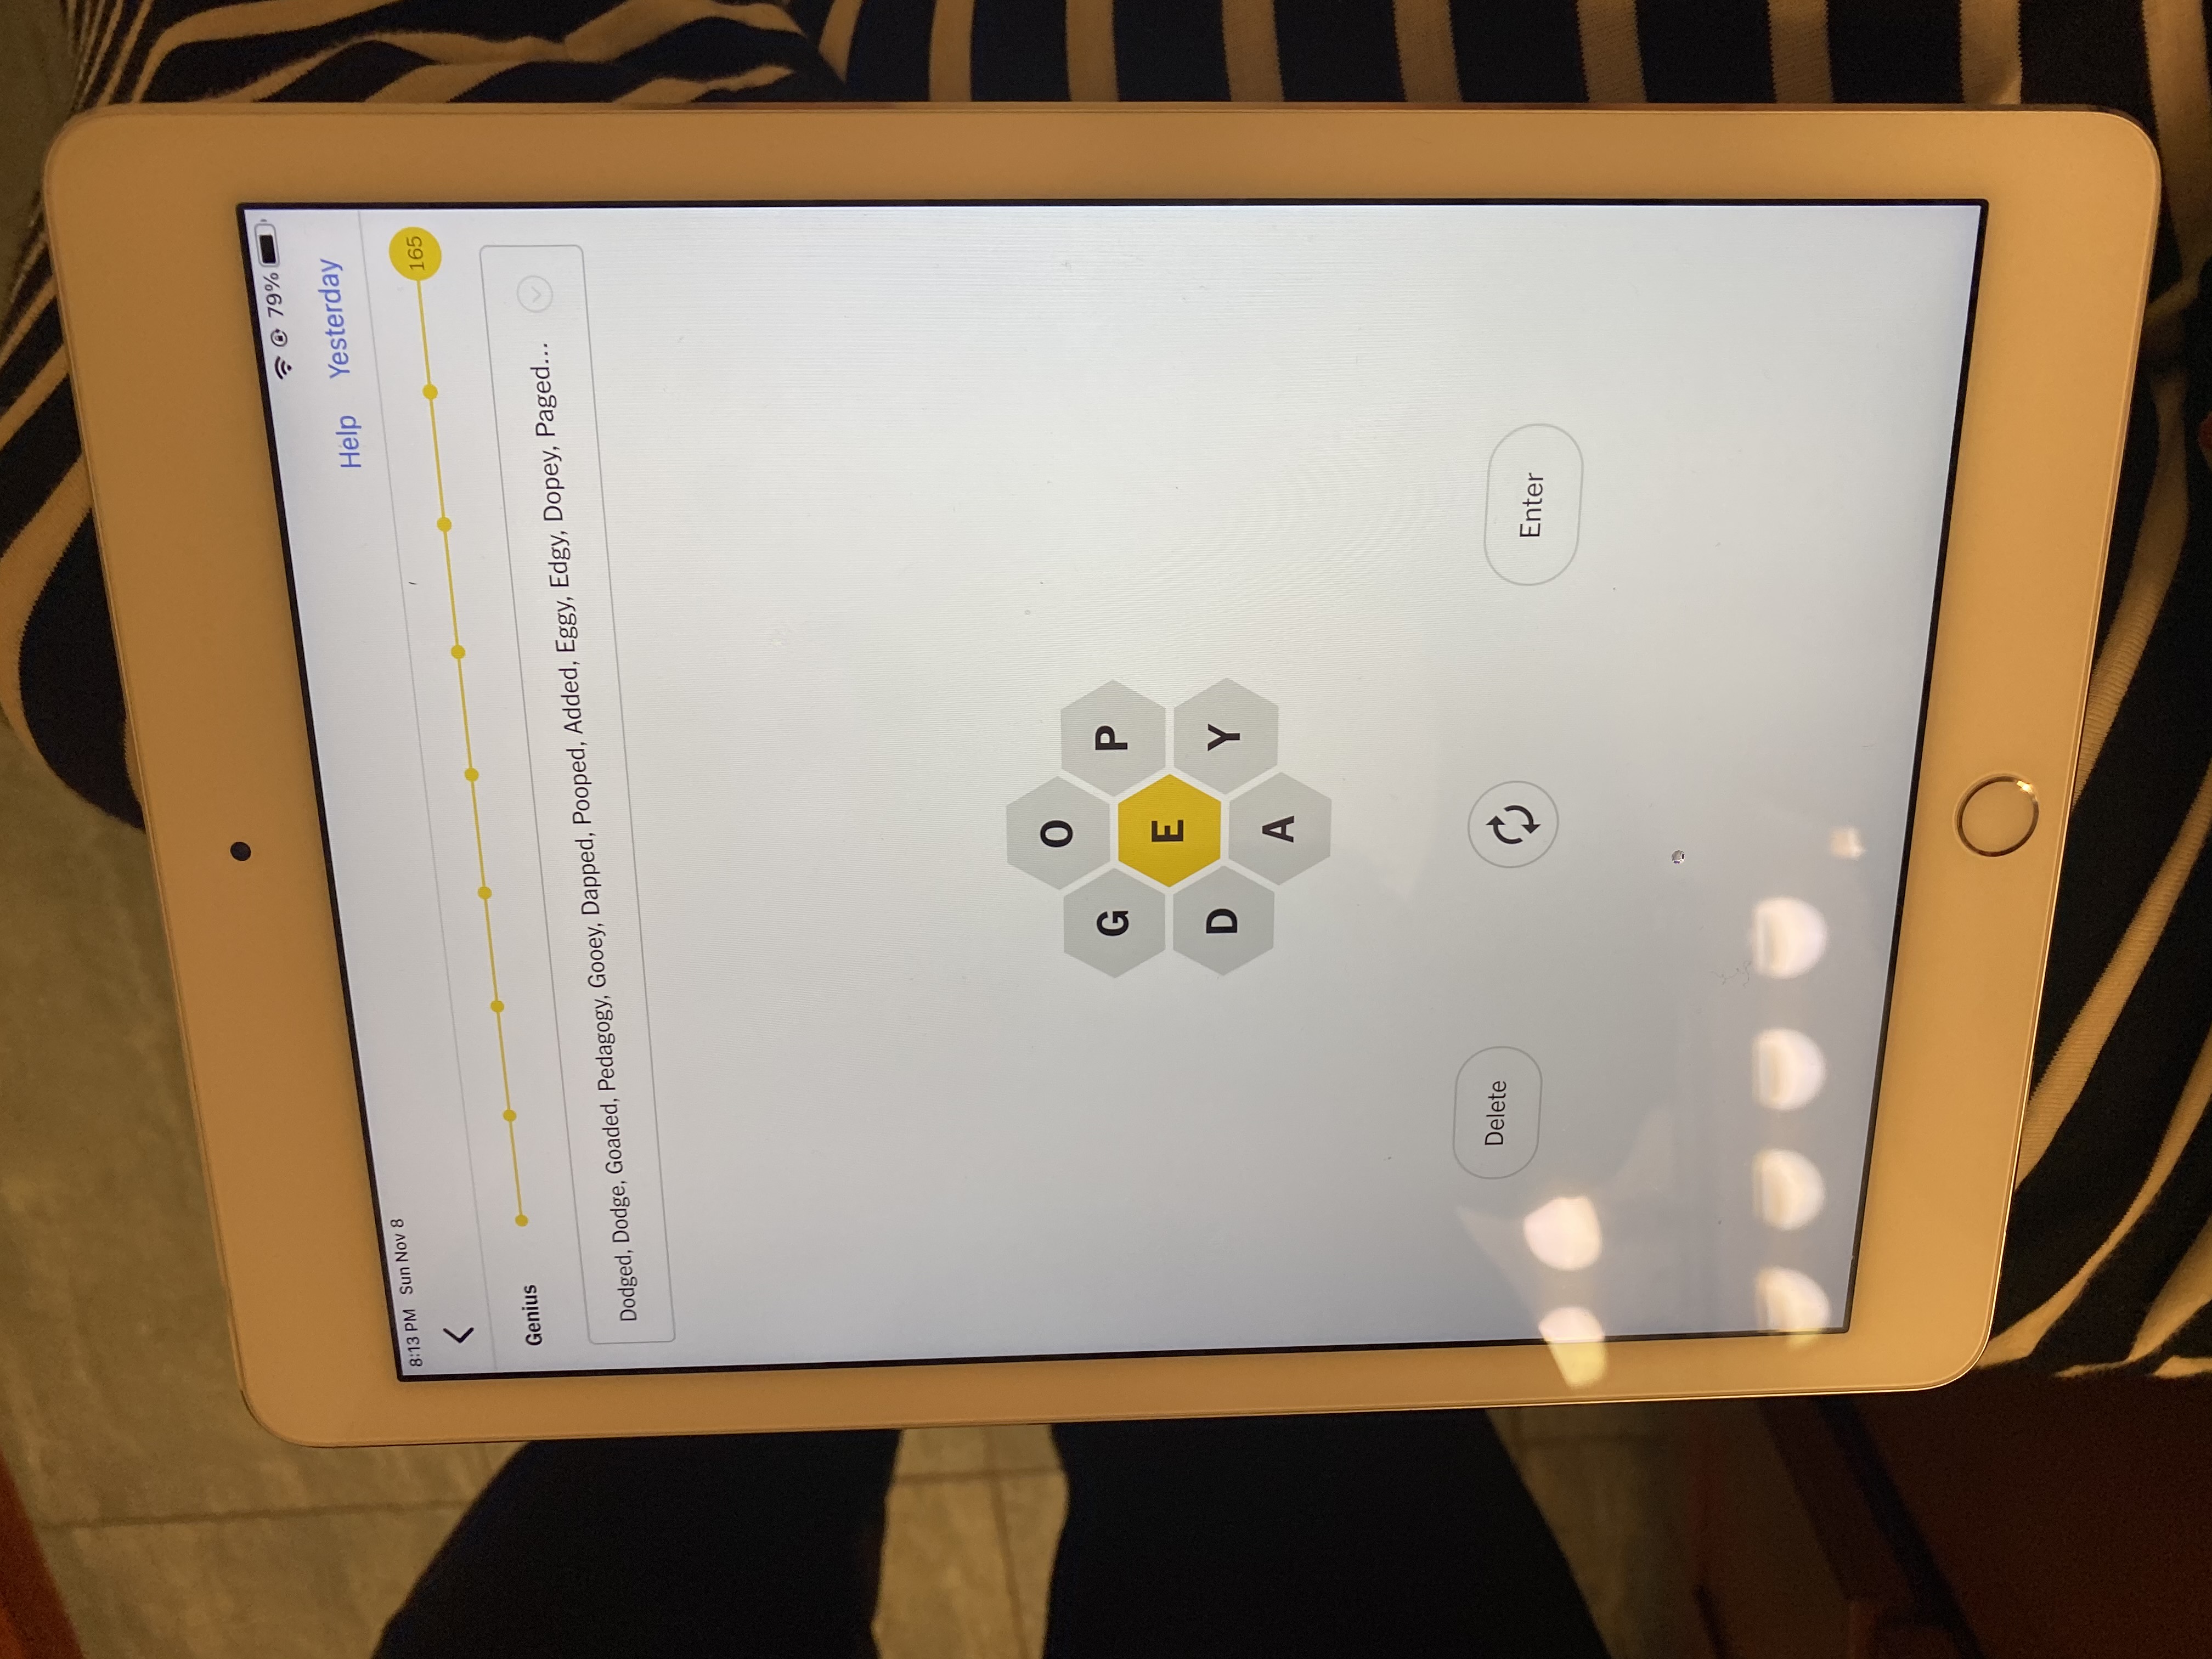 8:13 PM Sun Nov 8
79%
Help Yesterday
Genius
165
Dodged, Dodge, Goaded, Pedagogy, Gooey, Dapped, Pooped, Added, Eggy, Edgy, Dopey, Paged...
O
G
P
E
D
Y
A
Delete
Enter